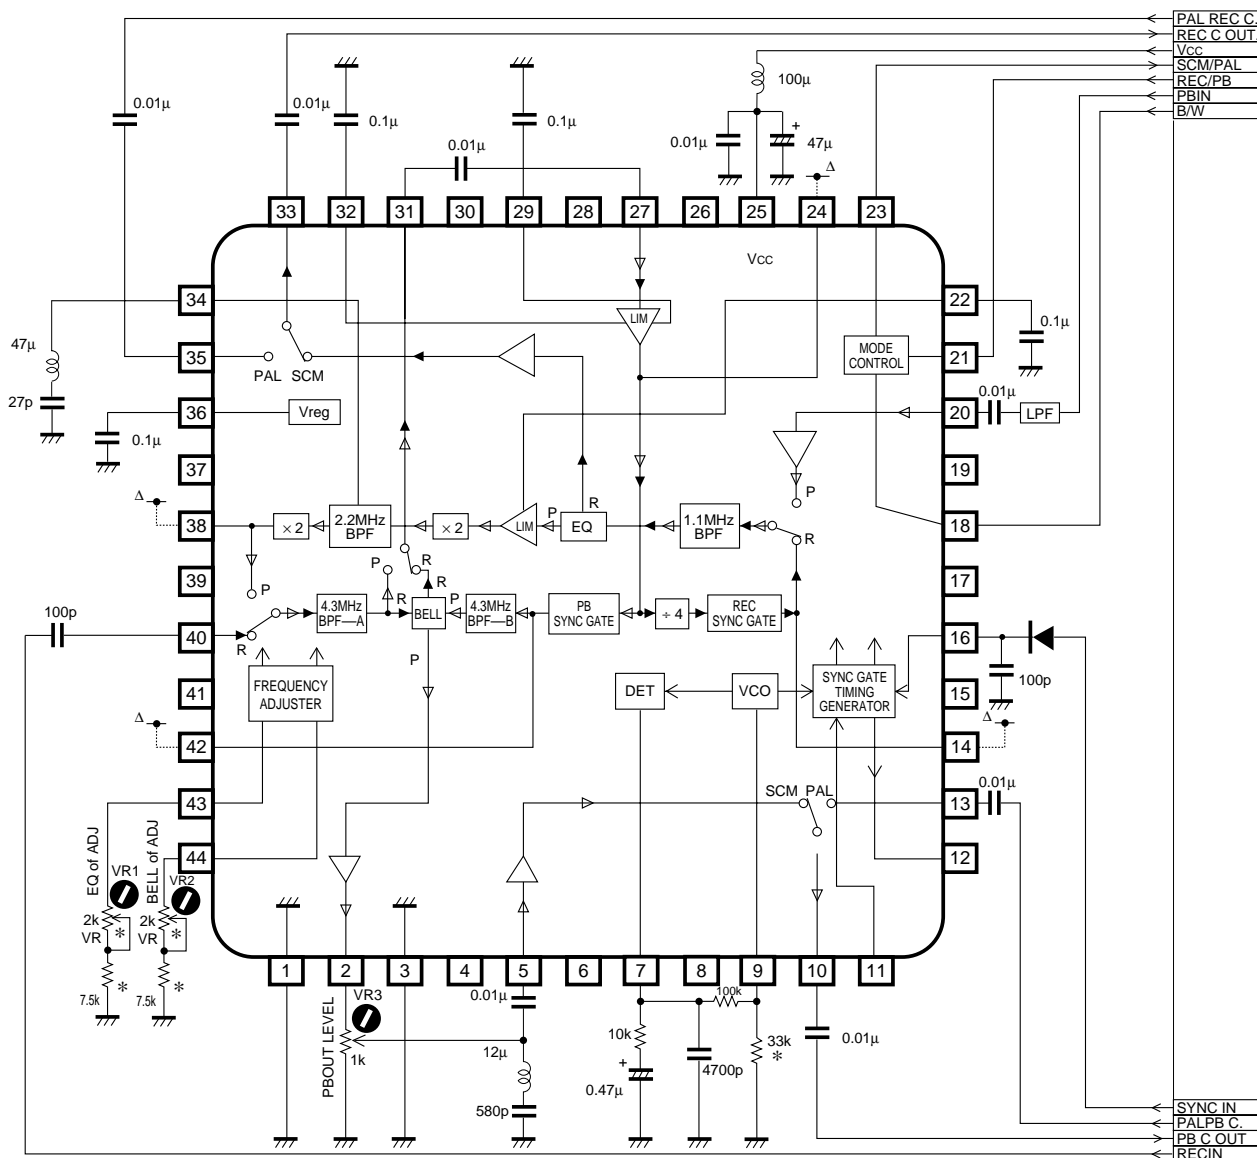 PAL REC C.
REC C OUT.
Vcc
SCM/PAL
REC/PB
PBIN
B/W
100µ
0.01µ
0.01µ
0.1µ
0.1µ
0.01µ
0.01µ
+
47µ
Δ
33
32
31
30
29
28
27
26
25
24
23
Vcc
34
22
LIM
0.1µ
47µ
MODE
CONTROL
35
21
PAL SCM
27p
36
Vreg
0.01µ
20
LPF
0.1µ
37
19
P
Δ
38
×2
2.2MHz
BPF
×2
LIM
P
EQ
R
1.1MHz
BPF
R
18
39
P
P
R
17
100p
40
R
4.3MHz
BPF—A
R
R
BELL
P
4.3MHz
BPF—B
PB
SYNC GATE
÷4
REC
SYNC GATE
16
P
100p
41
FREQUENCY
ADJUSTER
DET
VCO
SYNC GATE
TIMING
GENERATOR
15
Δ
42
Δ
14
43
SCM PAL
0.01µ
13
44
12
EQ of ADJ
VR1
2k
VR
*
7.5k
*
BELL of ADJ
VR2
2k
VR
*
7.5k
*
1
2
3
4
5
6
7
8
9
10
11
PBOUT LEVEL
VR3
1k
0.01µ
12µ
580p
100k
10k
+
0.47µ
4700p
33k
*
0.01µ
SYNC IN
PALPB C.
PB C OUT
RECIN